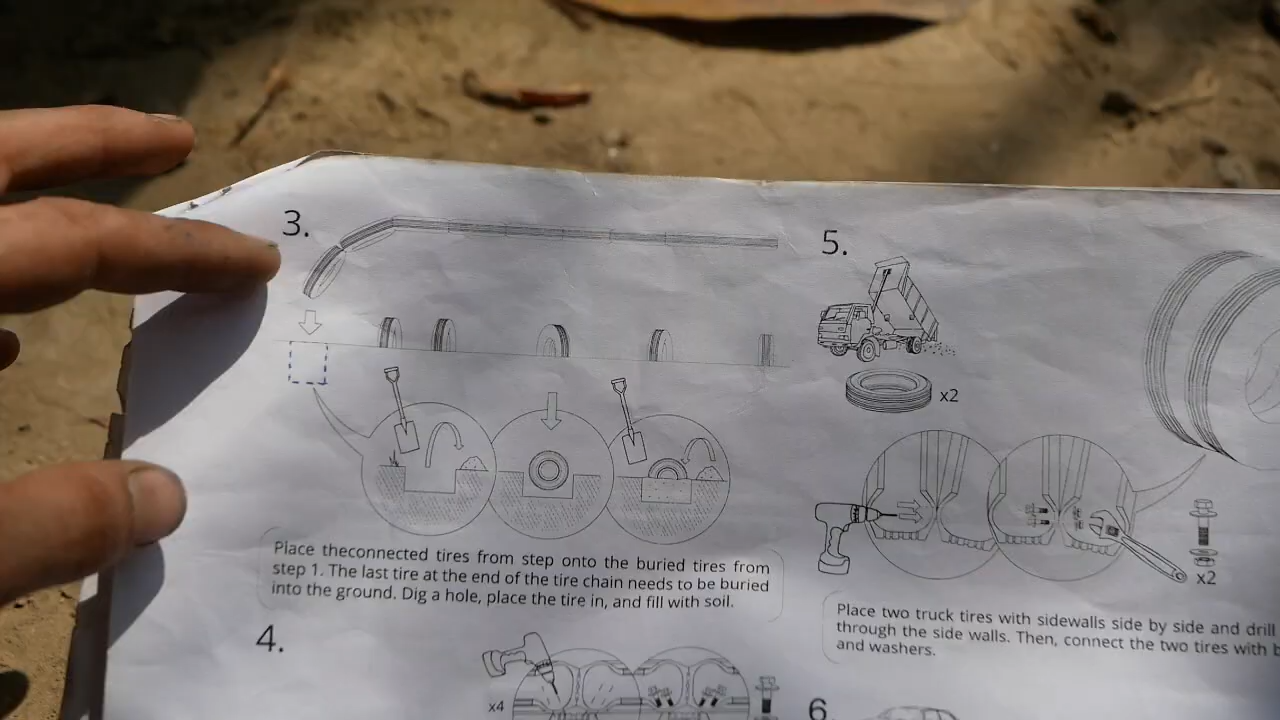 3.
Place theconnected tires from step onto the buried tires from
step 1. The last tire at the end of the tire chain needs to be buried
into the ground. Dig a hole, place the tire in, and fill with soil.
4.
x4
5.
x2
x2
Place two truck tires with sidewalls side by side and drill
through the side walls. Then, connect the two tires with
and washers.
6.